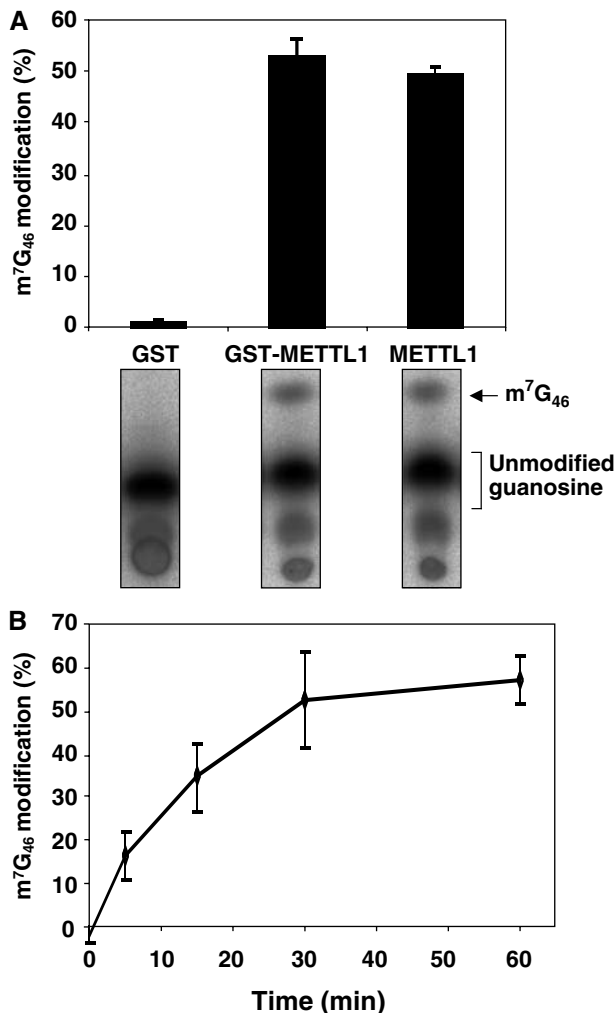 A
m⁷G₄₆ modification (%)
60
50
40
30
20
10
0
GST GST-METTL1 METTL1
m⁷G₄₆
Unmodified
guanosine
B
m⁷G₄₆ modification (%)
70
60
50
40
30
20
10
0
0 10 20 30 40 50 60
Time (min)